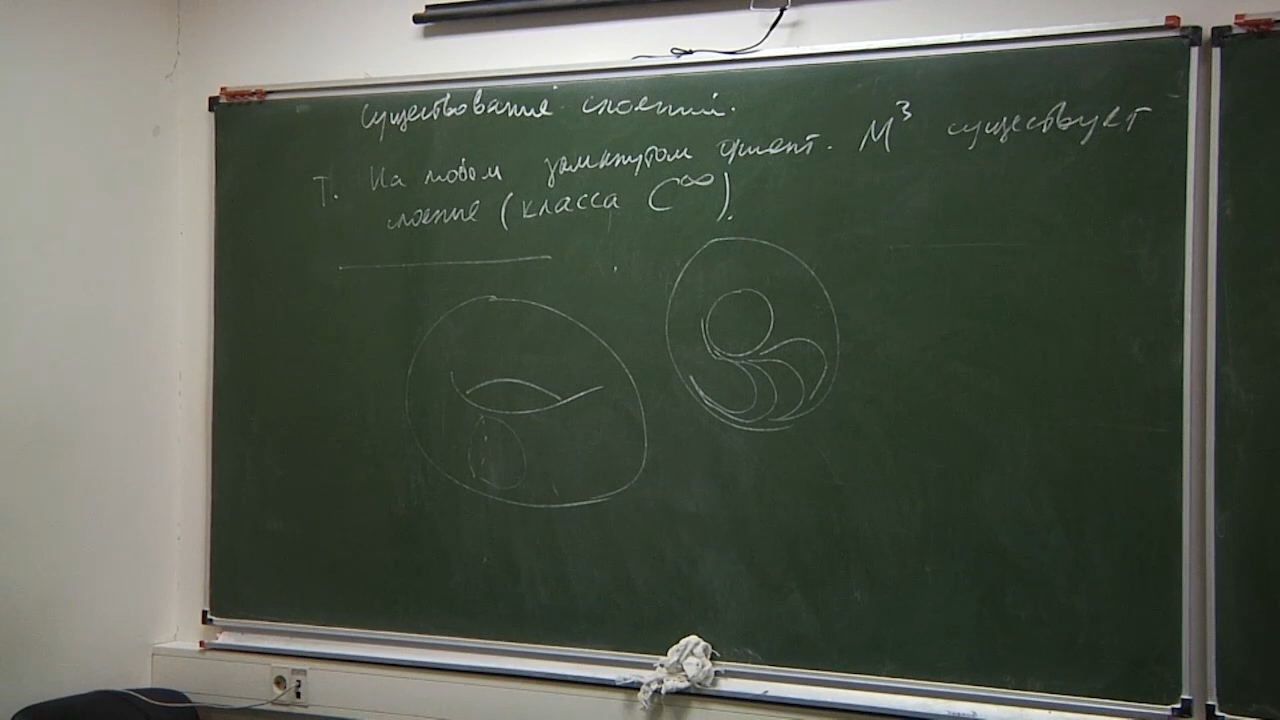 Существование слоений.
Т. На любом замкнутом ориент. M³ существует
слоение (класса C^∞).